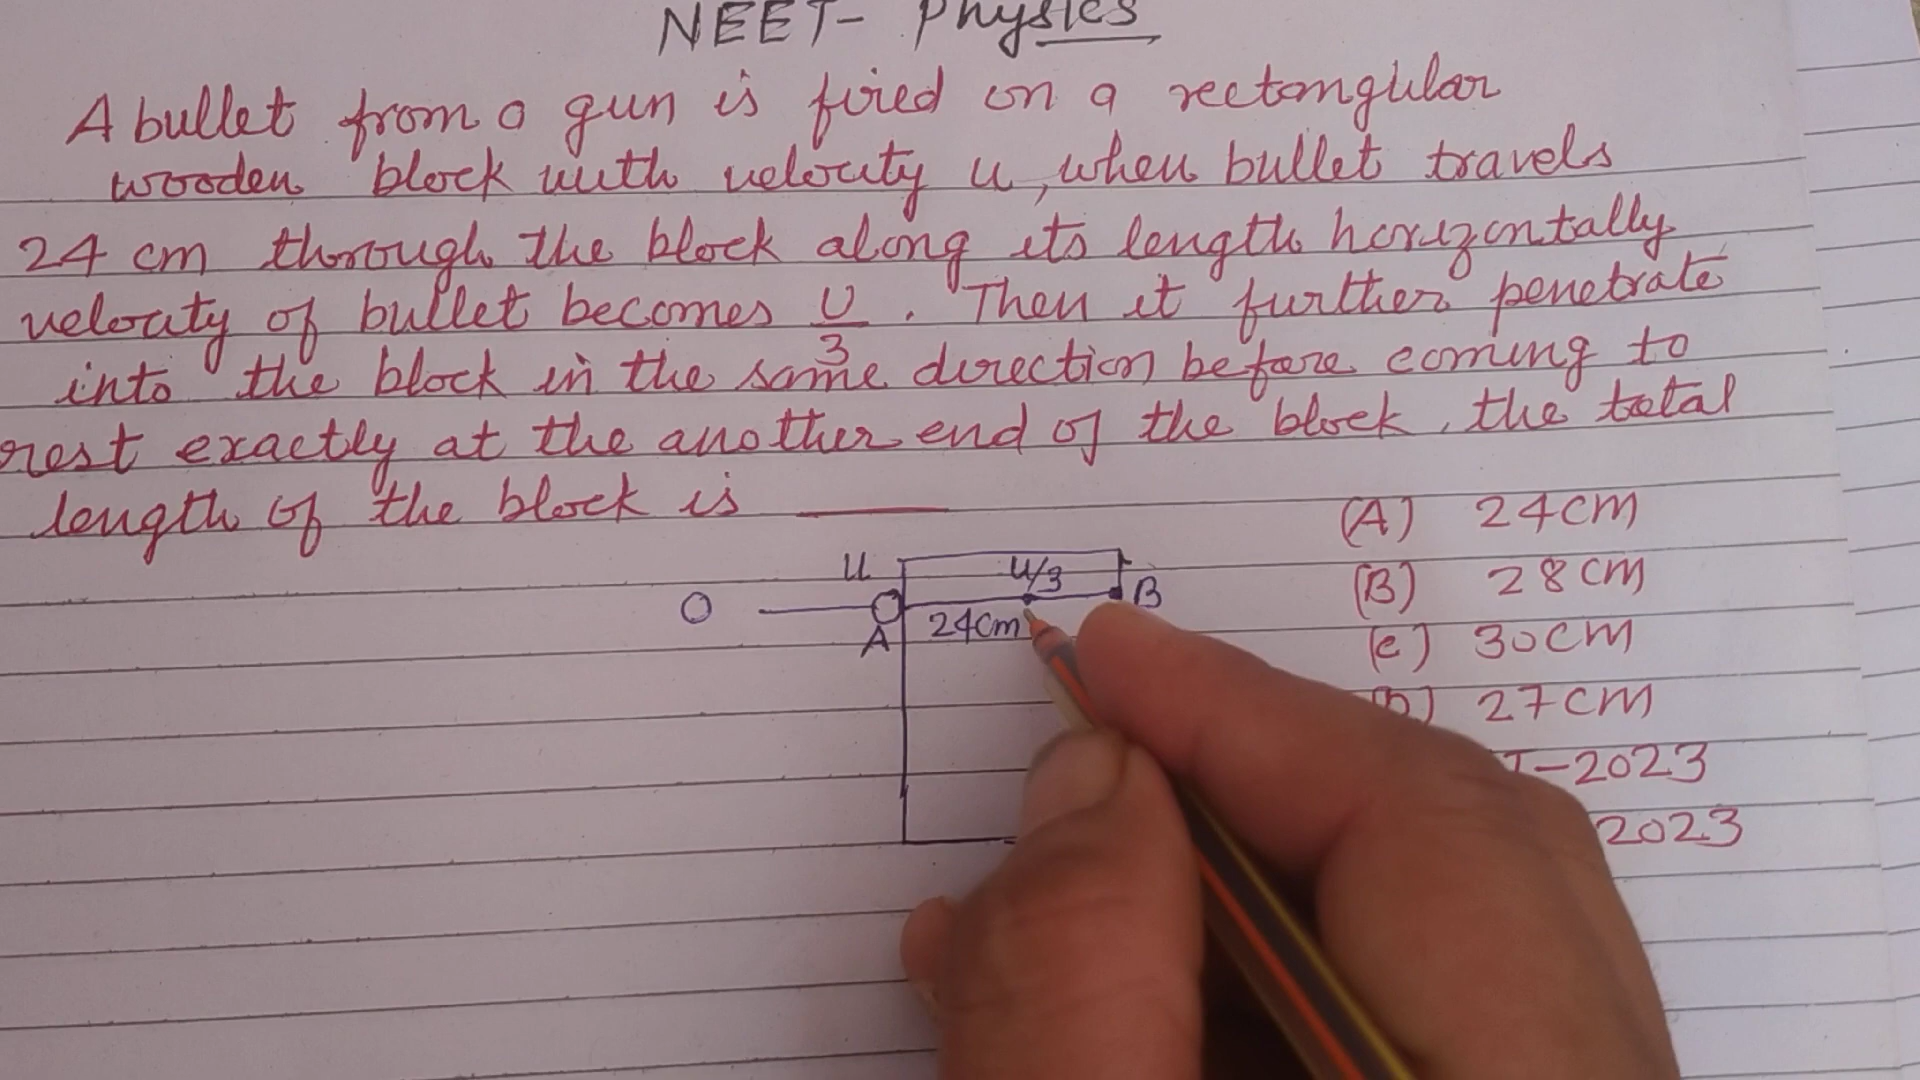 NEET- Physics
A bullet from a gun is fired on a rectangular
wooden block with velocity u, when bullet travels
24 cm through the block along its length horizontally
velocity of bullet becomes U/3. Then it further penetrate
into the block in the same direction before coming to
rest exactly at the another end of the block, the total
length of the block is ____
(A) 24cm
(B) 28cm
(C) 30cm
(D) 27cm
T-2023
2023
u
u/3
A
24cm
B